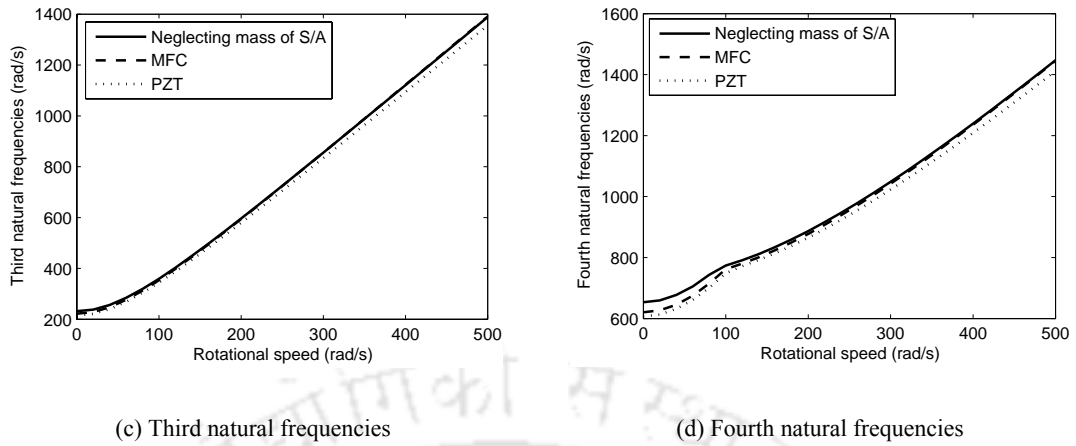 1400
1200
1000
800
600
400
200
Third natural frequencies (rad/s)
Neglecting mass of S/A
MFC
PZT
0 100 200 300 400 500
Rotational speed (rad/s)
(c) Third natural frequencies
1600
1400
1200
1000
800
600
Fourth natural frequencies (rad/s)
Neglecting mass of S/A
MFC
PZT
0 100 200 300 400 500
Rotational speed (rad/s)
(d) Fourth natural frequencies